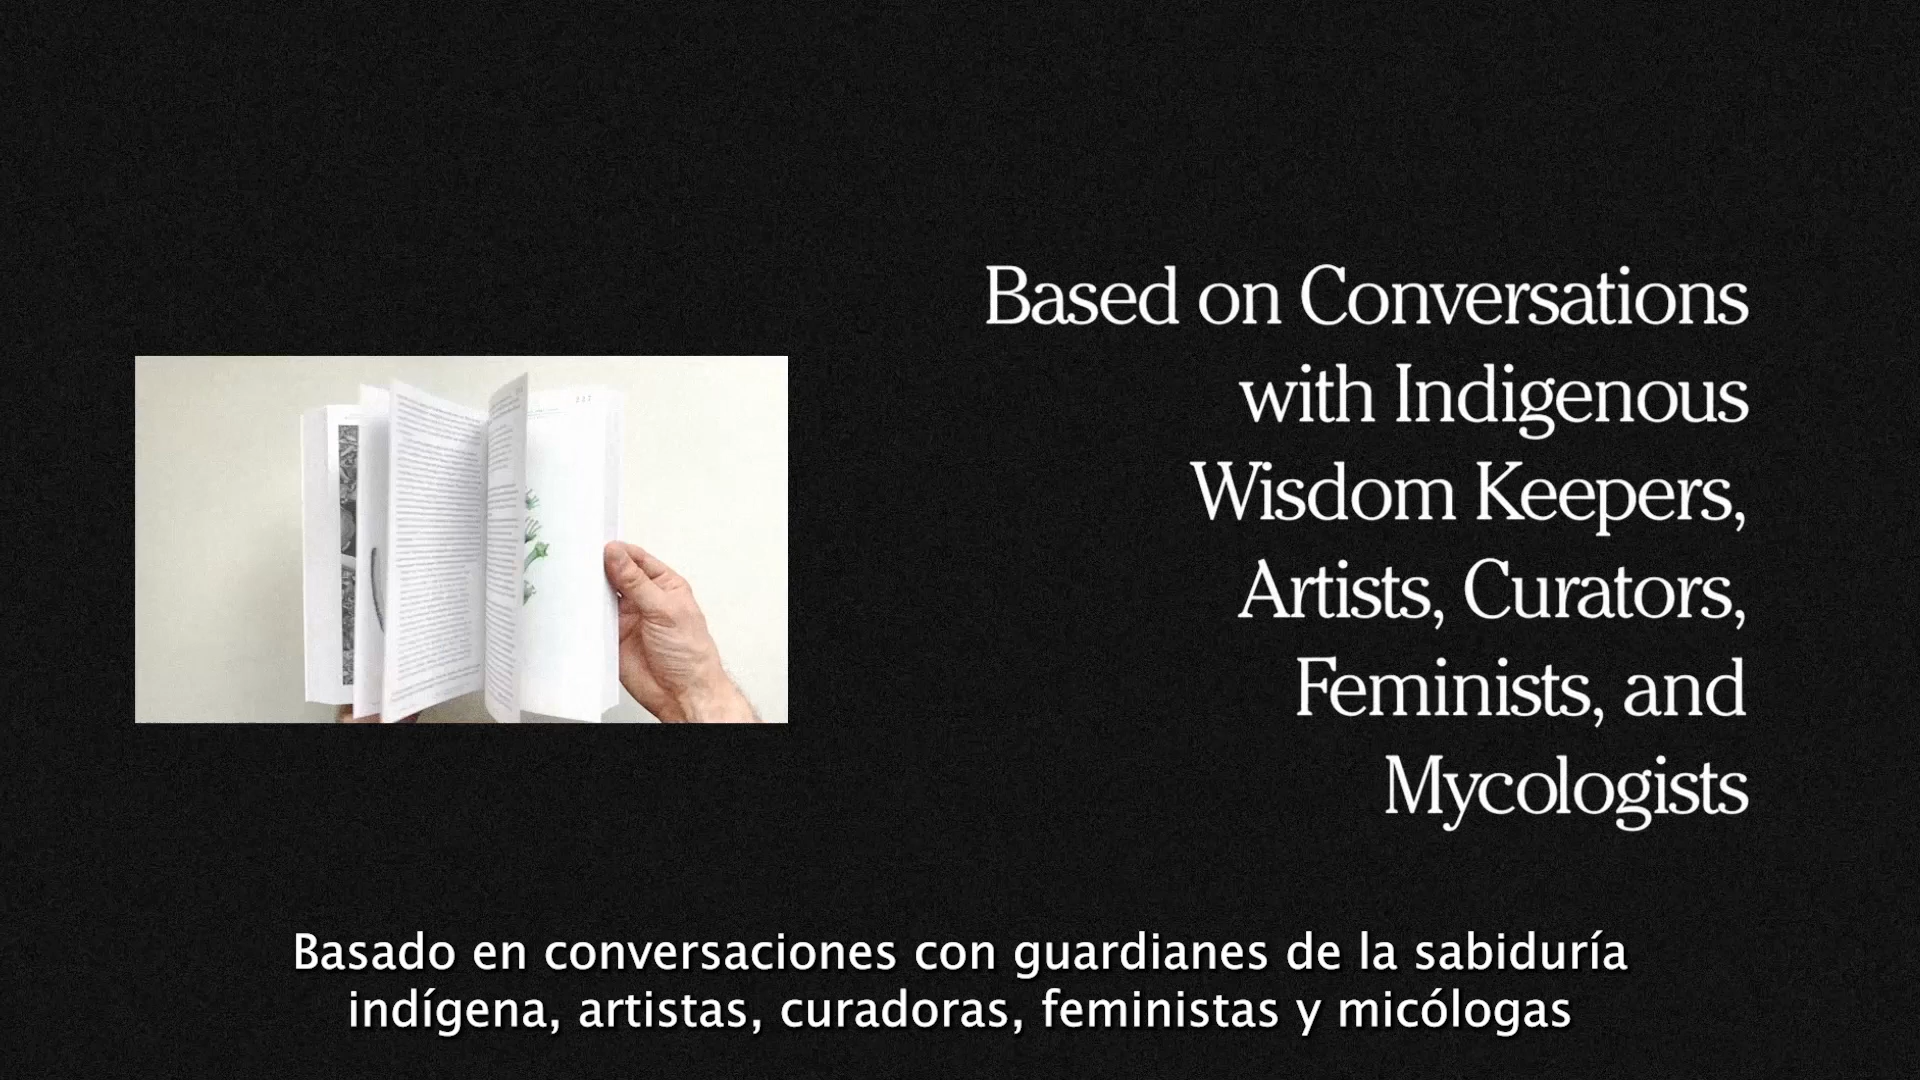 Based on Conversations
with Indigenous
Wisdom Keepers,
Artists, Curators,
Feminists, and
Mycologists
Basado en conversaciones con guardianes de la sabiduría
indígena, artistas, curadoras, feministas y micólogas